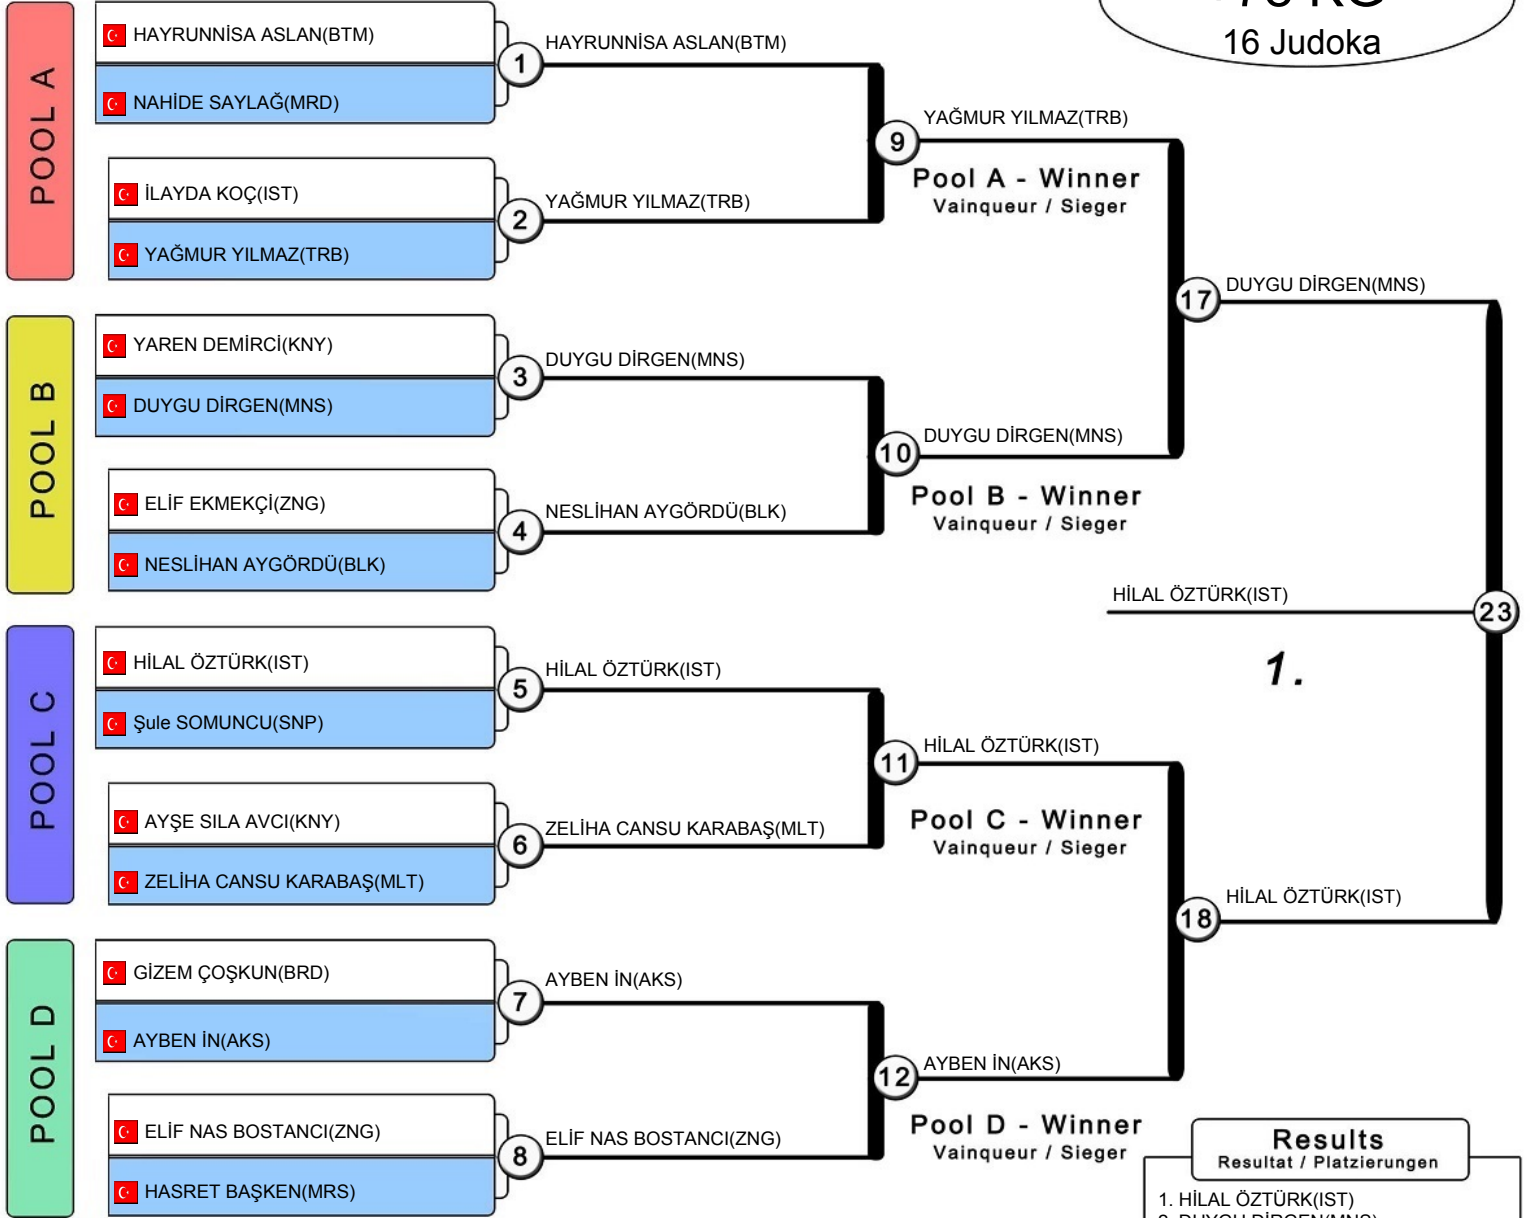 70 KG
16 Judoka
POOL A
HAYRUNNİSA ASLAN(BTM)
NAHİDE SAYLAĞ(MRD)
1
HAYRUNNİSA ASLAN(BTM)
İLAYDA KOÇ(IST)
YAĞMUR YILMAZ(TRB)
2
YAĞMUR YILMAZ(TRB)
9
YAĞMUR YILMAZ(TRB)
Pool A - Winner
Vainqueur / Sieger
POOL B
YAREN DEMİRCİ(KNY)
DUYGU DİRGEN(MNS)
3
DUYGU DİRGEN(MNS)
ELİF EKMEKÇİ(ZNG)
NESLİHAN AYGÖRDÜ(BLK)
4
NESLİHAN AYGÖRDÜ(BLK)
10
DUYGU DİRGEN(MNS)
Pool B - Winner
Vainqueur / Sieger
17
DUYGU DİRGEN(MNS)
POOL C
HİLAL ÖZTÜRK(IST)
Şule SOMUNCU(SNP)
5
HİLAL ÖZTÜRK(IST)
AYŞE SILA AVCI(KNY)
ZELİHA CANSU KARABAŞ(MLT)
6
ZELİHA CANSU KARABAŞ(MLT)
11
HİLAL ÖZTÜRK(IST)
Pool C - Winner
Vainqueur / Sieger
POOL D
GİZEM ÇOŞKUN(BRD)
AYBEN İN(AKS)
7
AYBEN İN(AKS)
ELİF NAS BOSTANCI(ZNG)
HASRET BAŞKEN(MRS)
8
ELİF NAS BOSTANCI(ZNG)
12
AYBEN İN(AKS)
Pool D - Winner
Vainqueur / Sieger
18
HİLAL ÖZTÜRK(IST)
HİLAL ÖZTÜRK(IST)
23
1.
Results
Resultat / Platzierungen
1. HİLAL ÖZTÜRK(IST)
2. DUYGU DİRGEN(MNS)